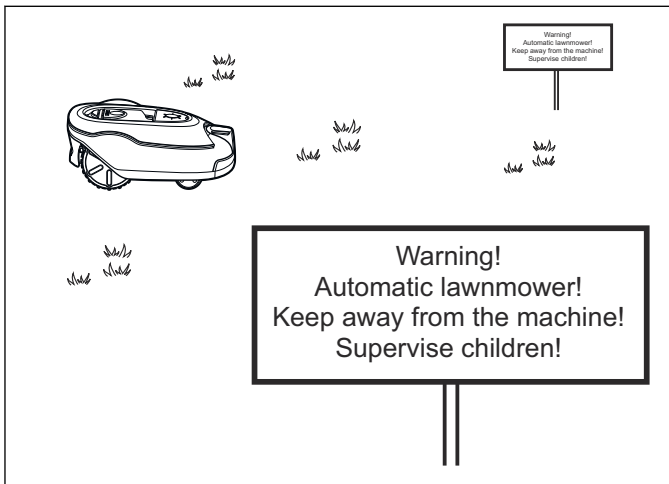 Warning!
Automatic lawnmower!
Keep away from the machine!
Supervise children!
Warning!
Automatic lawnmower!
Keep away from the machine!
Supervise children!